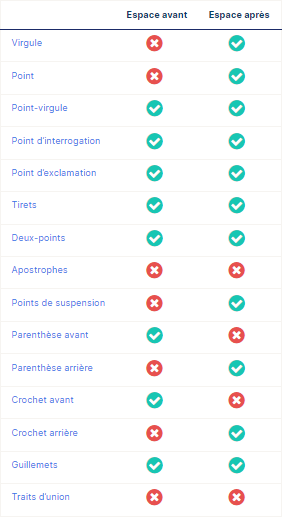 Espace avant Espace après
Virgule
Point
Point-virgule
Point d'interrogation
Point d'exclamation
Tirets
Deux-points
Apostrophes
Points de suspension
Parenthèse avant
Parenthèse arrière
Crochet avant
Crochet arrière
Guillemets
Traits d'union